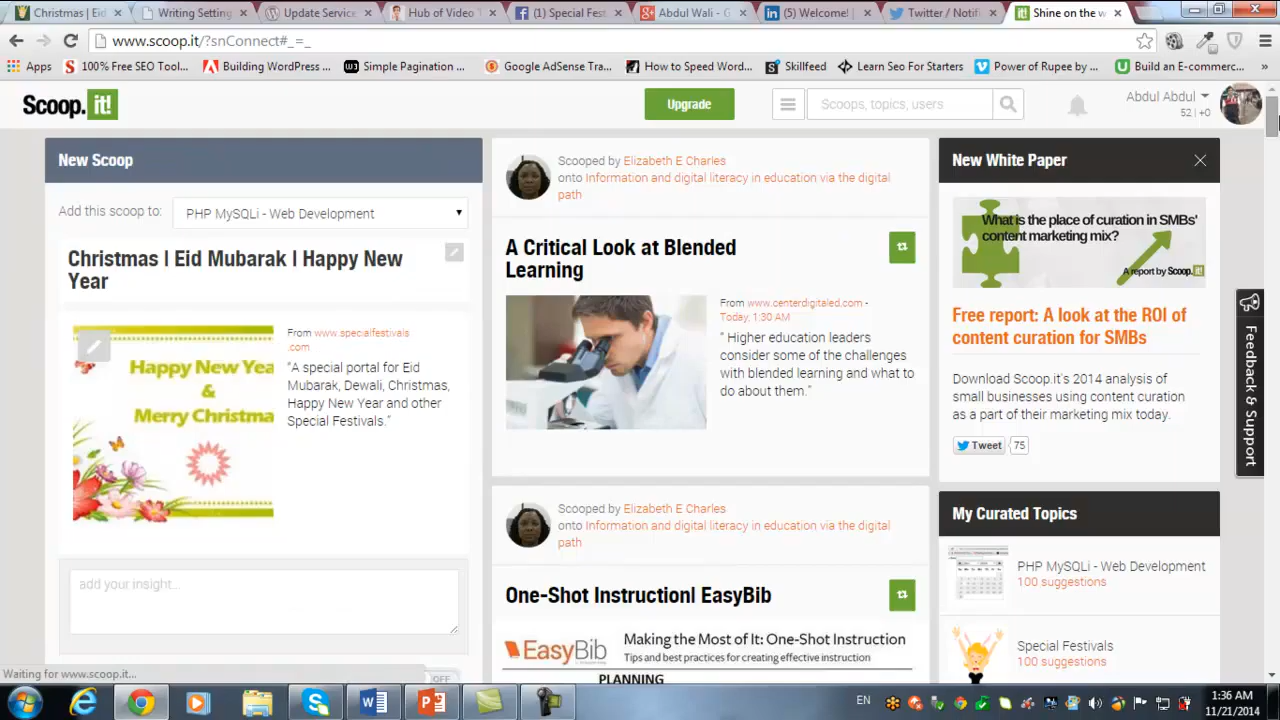 Christmas | Eid
Writing Setting
Update Service
Hub of Video T
(1) Special Fest
Abdul Wali - G
(5) Welcome!
Twitter / Notifi
Shine on the w
www.scoop.it/?snConnect#_=_
Apps
100% Free SEO Tool...
Building WordPress ...
Simple Pagination ...
Google AdSense Tra...
How to Speed Word...
Skillfeed
Learn Seo For Starters
Power of Rupee by ...
Build an E-commerc...
»
Scoop.it!
Upgrade
Scoops, topics, users
Abdul Abdul
52 | +0
New Scoop
Add this scoop to:
PHP MySQLi - Web Development
Christmas | Eid Mubarak | Happy New
Year
Happy New Yea
&
Merry Christma
From www.specialfestivals
.com
"A special portal for Eid
Mubarak, Dewali, Christmas,
Happy New Year and other
Special Festivals."
add your insight...
OFF
Waiting for www.scoop.it...
Scooped by Elizabeth E Charles
onto Information and digital literacy in education via the digital
path
A Critical Look at Blended
Learning
From www.centerdigitaled.com -
Today, 1:30 AM
" Higher education leaders
consider some of the challenges
with blended learning and what to
do about them."
Scooped by Elizabeth E Charles
onto Information and digital literacy in education via the digital
path
One-Shot Instruction| EasyBib
EasyBib
Making the Most of It: One-Shot Instruction
Tips and best practices for creating effective instruction
PLANNING
New White Paper
What is the place of curation in SMBs'
content marketing mix?
A report by Scoop.it!
Free report: A look at the ROI of
content curation for SMBs
Download Scoop.it's 2014 analysis of
small businesses using content curation
as a part of their marketing mix today.
Tweet
75
My Curated Topics
PHP MySQLi - Web Development
100 suggestions
Special Festivals
100 suggestions
Feedback & Support
EN
1:36 AM
11/21/2014